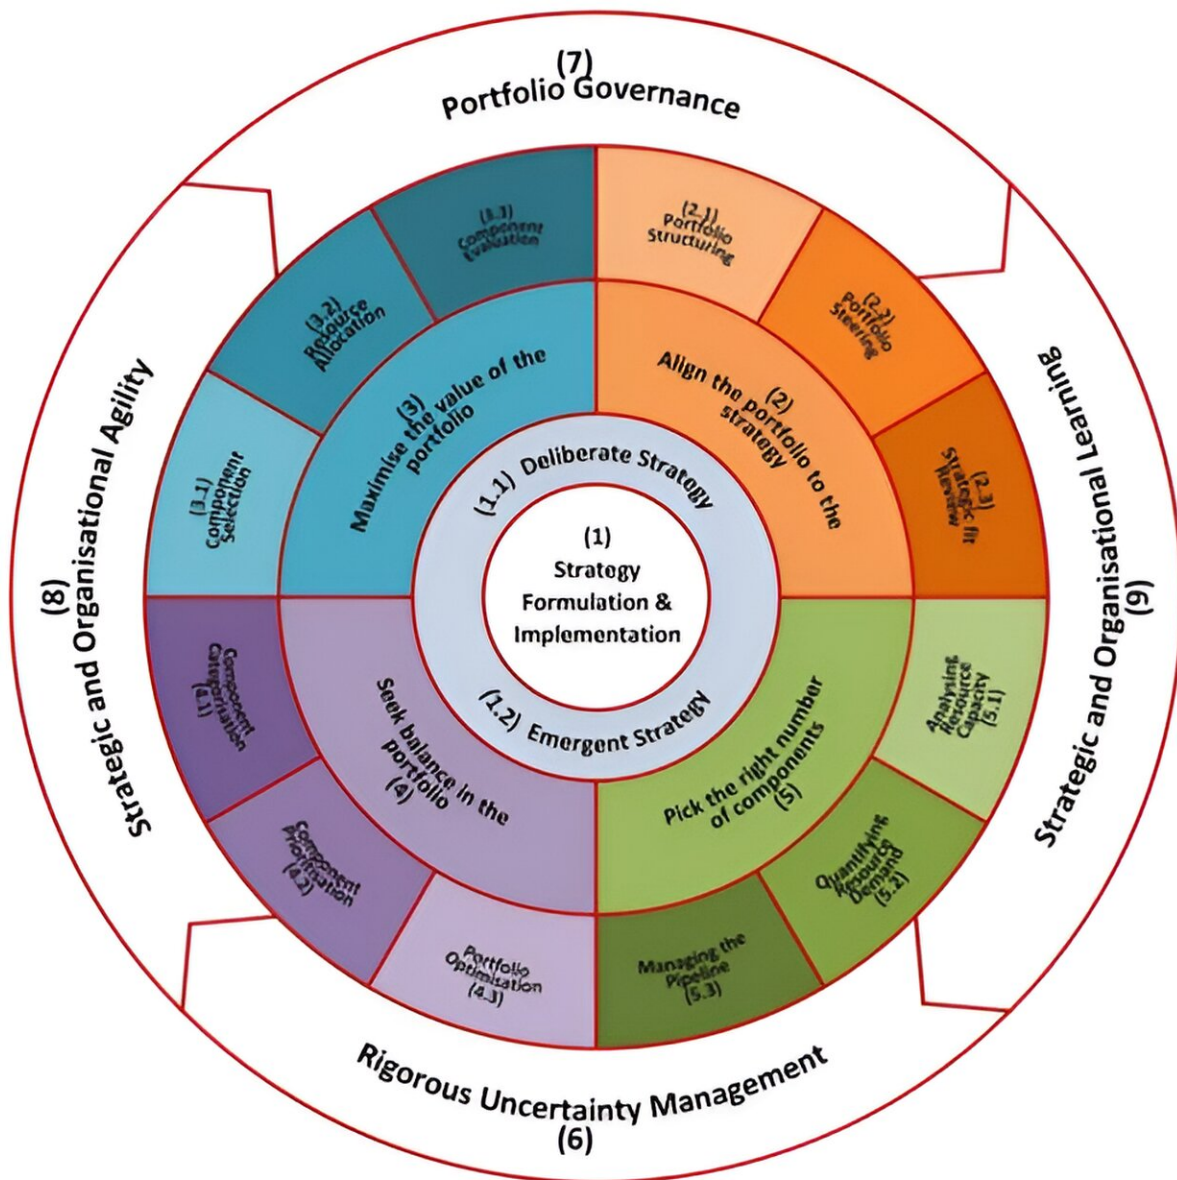 (7)
Portfolio Governance
(3.3)
Component
Evaluation
(2.1)
Portfolio
Structuring
(3.2)
Resource
Allocation
(2.2)
Portfolio
Steering
(3)
Maximise the value of the
portfolio
(2)
Align the portfolio to the
strategy
(3.1)
Component
Selection
(2.3)
Strategic fit
Review
(1.1) Deliberate Strategy
(1)
Strategy
Formulation &
Implementation
(1.2) Emergent Strategy
(8)
Strategic and Organisational Agility
(9)
Strategic and Organisational Learning
Component
Categorisation
(4.1)
Seek balance in the
portfolio
(4)
Pick the right number
of components
(5)
Analysing
Resource
Capacity
(5.1)
Component
Prioritisation
(4.2)
Quantifying
Resource
Demand
(5.2)
Portfolio
Optimisation
(4.3)
Managing the
Pipeline
(5.3)
Rigorous Uncertainty Management
(6)